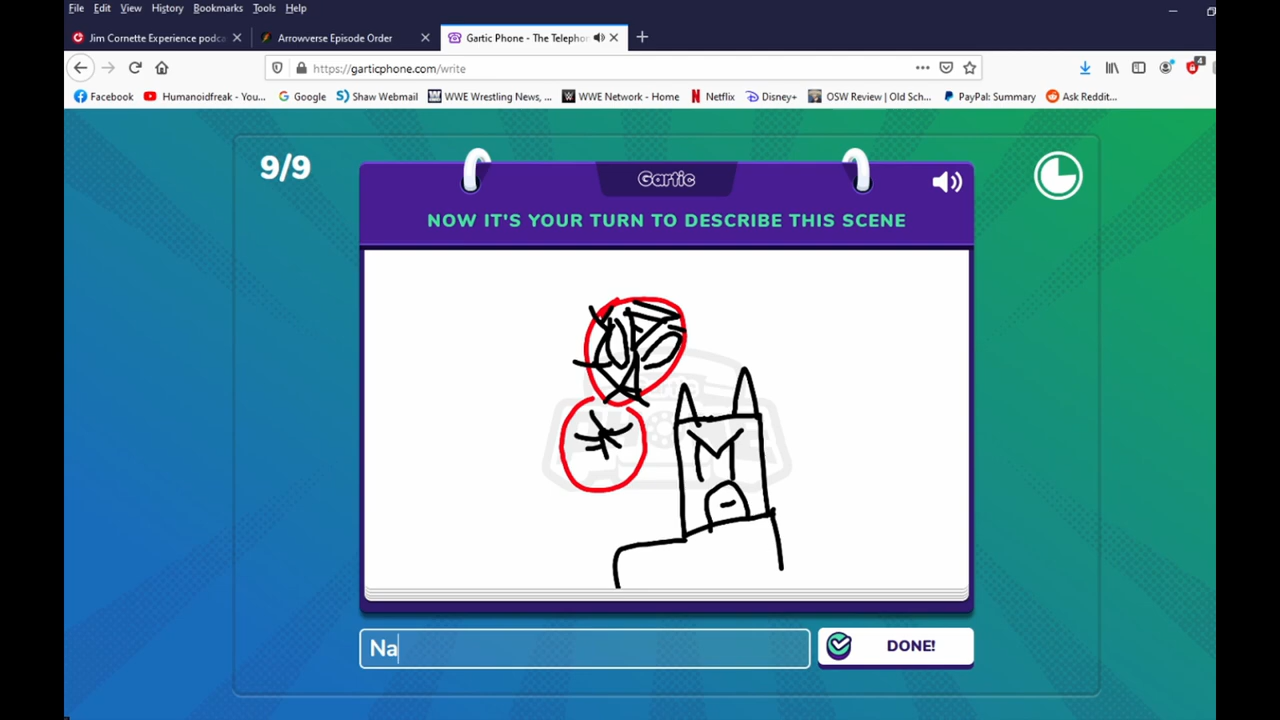 File Edit View History Bookmarks Tools Help
Jim Cornette Experience podca
Arrowverse Episode Order
Gartic Phone - The Telepho
https://garticphone.com/write
4
Facebook
Humanoidfreak - You...
Google
Shaw Webmail
WWE Wrestling News, ...
WWE Network - Home
Netflix
Disney+
OSW Review | Old Sch...
PayPal: Summary
Ask Reddit...
9/9
Gartic
NOW IT'S YOUR TURN TO DESCRIBE THIS SCENE
M
Na
DONE!